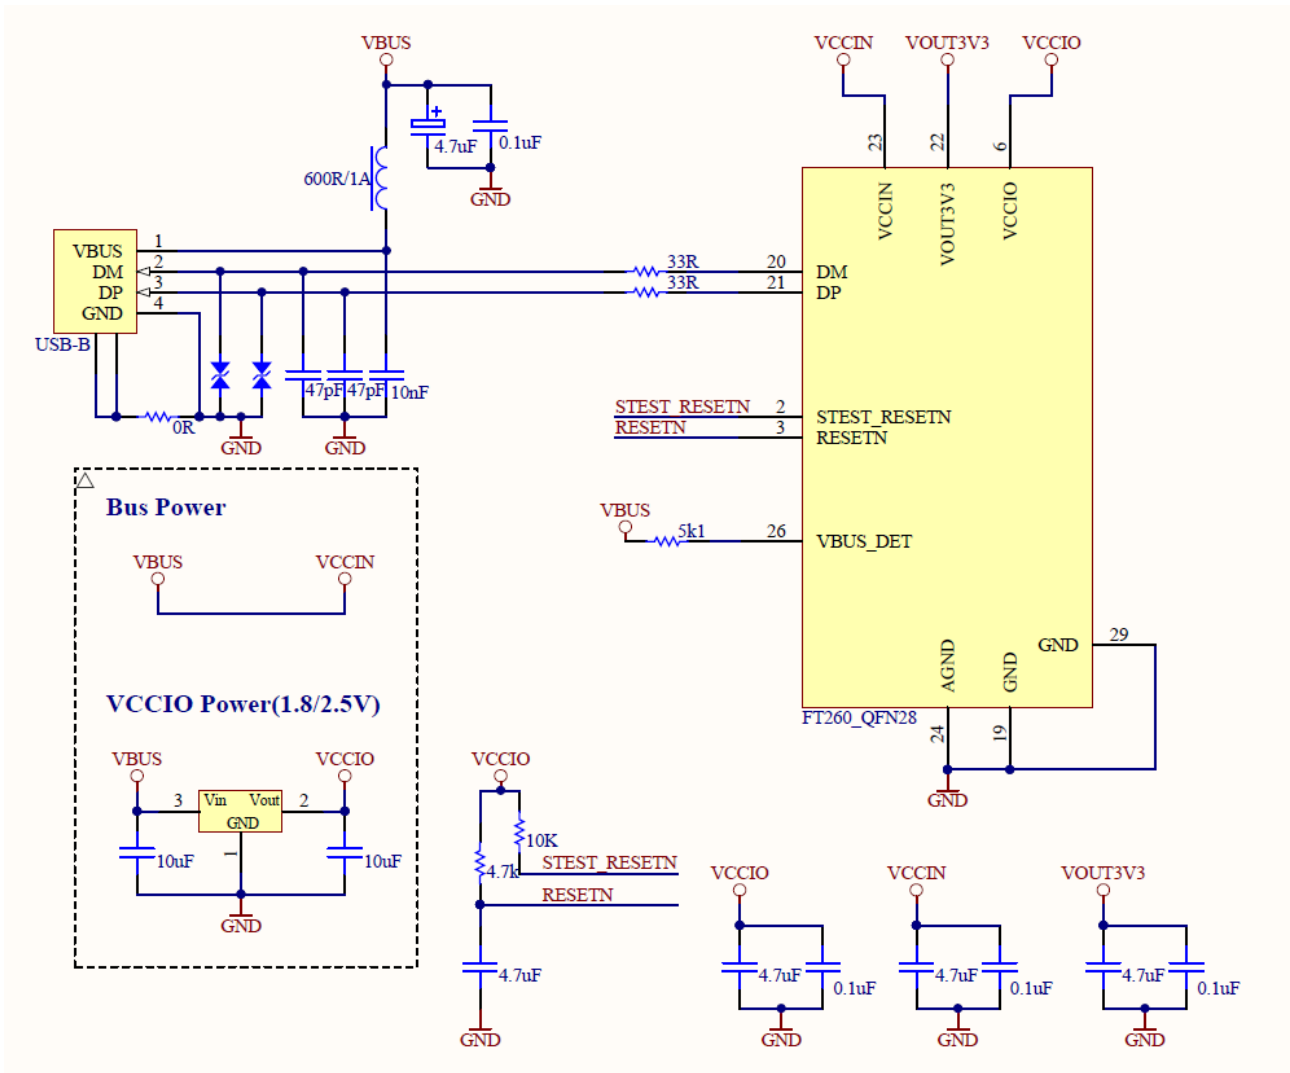 VBUS
+
4.7uF
0.1uF
GND
600R/1A
VCCIN
VOUT3V3
VCCIO
23
22
6
VCCIN
VOUT3V3
VCCIO
VBUS
DM
DP
GND
1
2
3
4
USB-B
33R
33R
20
21
DM
DP
47pF
47pF
10nF
0R
GND
GND
STEST_RESETN
RESETN
2
3
STEST_RESETN
RESETN
VBUS
5k1
26
VBUS_DET
GND
29
AGND
GND
FT260_QFN28
24
19
GND
Bus Power
VBUS
VCCIN
VCCIO Power(1.8/2.5V)
VBUS
VCCIO
3
Vin
Vout
GND
2
1
10uF
10uF
GND
VCCIO
10K
4.7k
STEST_RESETN
RESETN
4.7uF
GND
VCCIO
4.7uF
0.1uF
GND
VCCIN
4.7uF
0.1uF
GND
VOUT3V3
4.7uF
0.1uF
GND